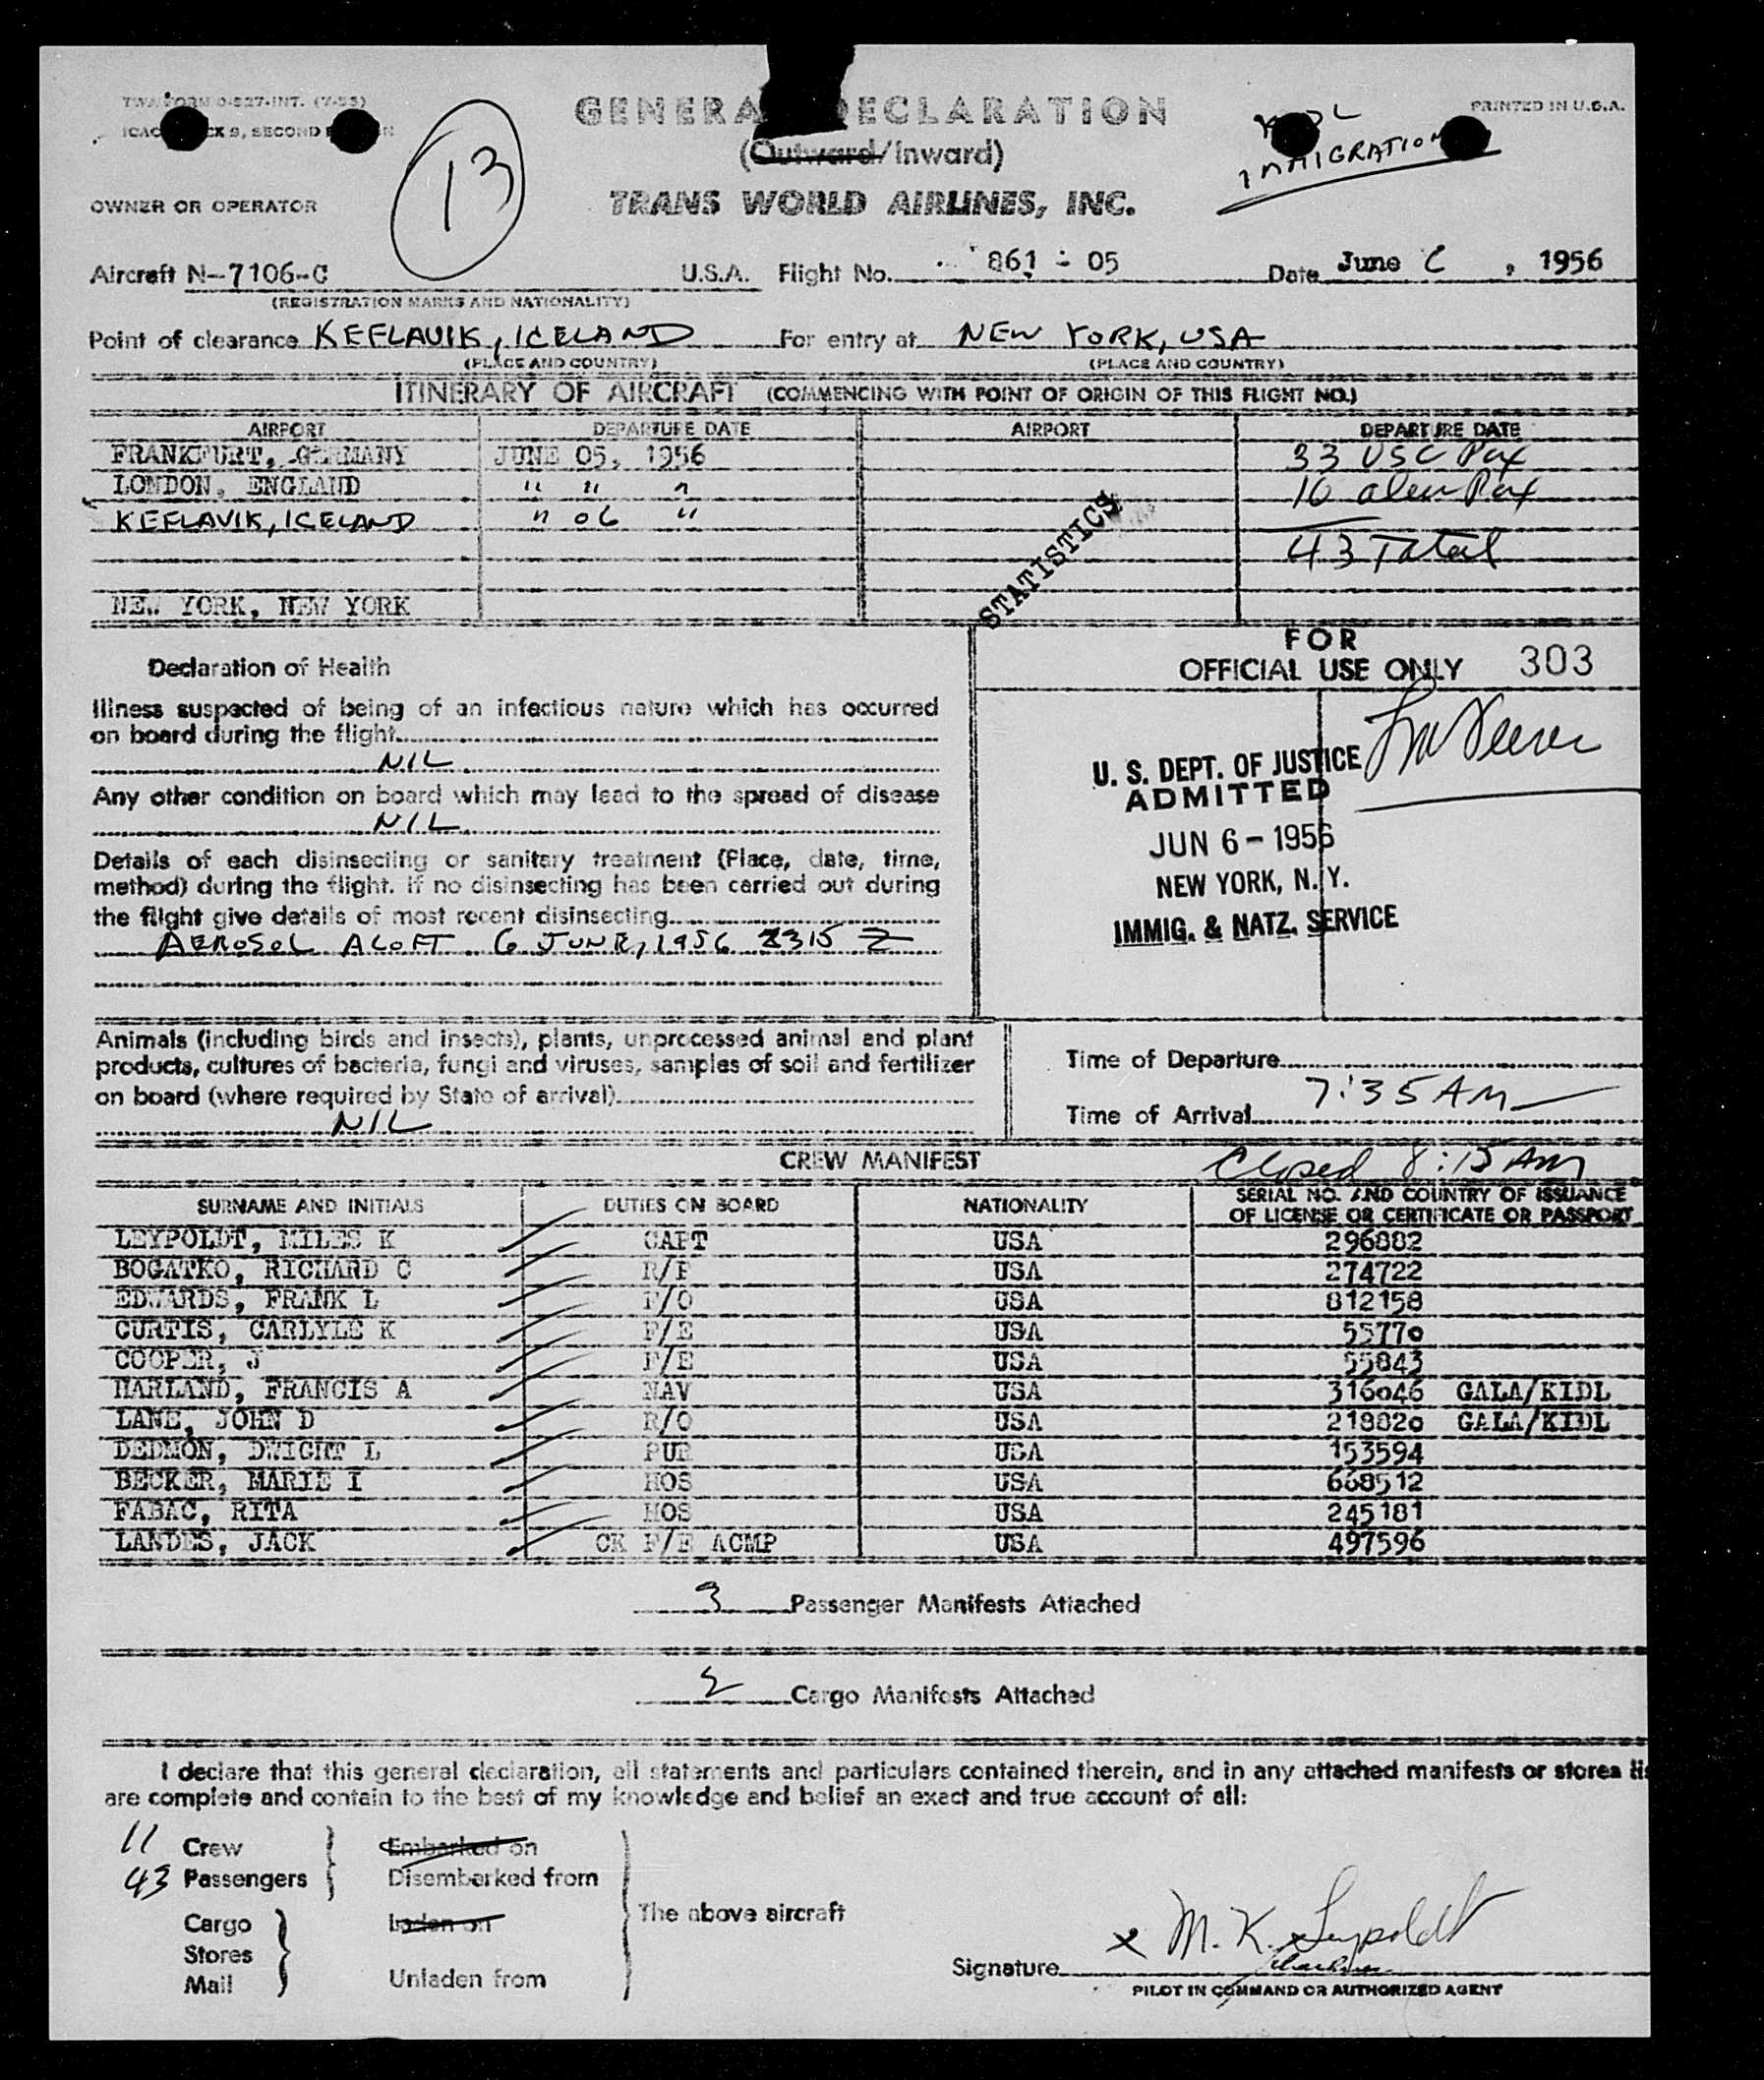 TWA FORM O-527-INT. (7-55)
PRINTED IN U.S.A.
SECOND
13
GENERA DECLARATION
(Outward/Inward)
IMMIGRATION
OWNER OR OPERATOR
TRANS WORLD AIRLINES, INC.
Aircraft N-7106-C U.S.A. Flight No. 861 - 05 Date June 6, 1956
(REGISTRATION MARKS AND NATIONALITY)
Point of clearance KEFLAVIK, ICELAND For entry at NEW YORK, USA
(PLACE AND COUNTRY) (PLACE AND COUNTRY)
ITINERARY OF AIRCRAFT (COMMENCING WITH POINT OF ORIGIN OF THIS FLIGHT NO.)
AIRPORT DEPARTURE DATE AIRPORT DEPARTURE DATE
FRANKFURT, GERMANY JUNE 05, 1956 33 USC Pax
LONDON, ENGLAND " " " 10 alien Pax
KEFLAVIK, ICELAND " 06 "
43 Total
STATISTICS
NEW YORK, NEW YORK
FOR
OFFICIAL USE ONLY 303
Declaration of Health
Illness suspected of being of an infectious nature which has occurred
on board during the flight
NIL
Any other condition on board which may lead to the spread of disease
NIL
Details of each disinsecting or sanitary treatment (Place, date, time,
method) during the flight. If no disinsecting has been carried out during
the flight give details of most recent disinsecting
AEROSOL ALOFT 6 JUNE, 1956 2315 Z
U. S. DEPT. OF JUSTICE
ADMITTED
JUN 6 - 1956
NEW YORK, N. Y.
IMMIG. & NATZ. SERVICE
Animals (including birds and insects), plants, unprocessed animal and plant
products, cultures of bacteria, fungi and viruses, samples of soil and fertilizer
on board (where required by State of arrival)
NIL
Time of Departure
Time of Arrival 7:35 AM
CREW MANIFEST Closed 8:15 AM
SURNAME AND INITIALS DUTIES ON BOARD NATIONALITY SERIAL NO. AND COUNTRY OF ISSUANCE
OF LICENSE OR CERTIFICATE OR PASSPORT
LEYPOLDT, MILES K CAPT USA 296882
BOGATKO, RICHARD C R/P USA 274722
EDWARDS, FRANK L F/O USA 812158
CURTIS, CARLYLE K F/E USA 55770
COOPER, J F/E USA 55843
HARLAND, FRANCIS A NAV USA 316046 GALA/KIDL
LANE, JOHN D R/O USA 218820 GALA/KIDL
DEDMON, DWIGHT L PUR USA 153594
BECKER, MARIE I HOS USA 668512
FABAC, RITA HOS USA 245181
LANDES, JACK CK F/E ACMP USA 497596
3 Passenger Manifests Attached
2 Cargo Manifests Attached
I declare that this general declaration, all statements and particulars contained therein, and in any attached manifests or stores
are complete and contain to the best of my knowledge and belief an exact and true account of all:
11 Crew Embarked on
43 Passengers Disembarked from
The above aircraft
Cargo Laden on
Stores
Mail Unladen from
Signature x M. K. Leypoldt
PILOT IN COMMAND OR AUTHORIZED AGENT